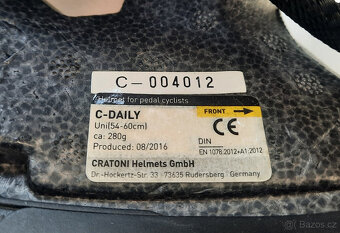 C-004012
Helmet for pedal cyclists
C-DAILY
Uni(54-60cm)
ca: 280g
Produced: 08/2016
FRONT
CE
DIN
EN 1078:2012+A1:2012
CRATONI Helmets GmbH
Dr.-Hockertz-Str. 33 · 73635 Rudersberg / Germany
Bazoš.cz